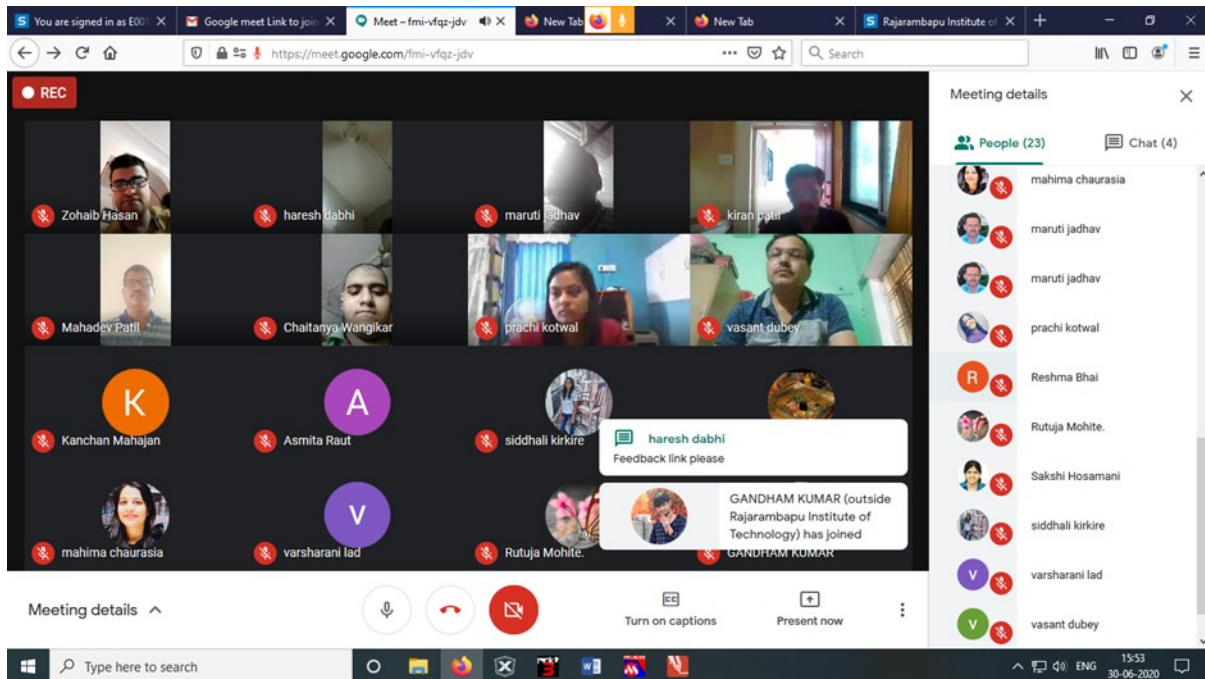 You are signed in as E001
Google meet Link to join
Meet – fmi-vfqz-jdv
New Tab
New Tab
Rajarambapu Institute of
https://meet.google.com/fmi-vfqz-jdv
Search
REC
Meeting details
People (23)
Chat (4)
Zohaib Hasan
haresh dabhi
maruti jadhav
kiran patil
Mahadev Patil
Chaitanya Wangikar
prachi kotwal
vasant dubey
K
A
Kanchan Mahajan
Asmita Raut
siddhali kirkire
haresh dabhi
Feedback link please
GANDHAM KUMAR (outside
Rajarambapu Institute of
Technology) has joined
V
mahima chaurasia
varsharani lad
Rutuja Mohite.
GANDHAM KUMAR
mahima chaurasia
maruti jadhav
maruti jadhav
prachi kotwal
R
Reshma Bhai
Rutuja Mohite.
Sakshi Hosamani
siddhali kirkire
V
varsharani lad
V
vasant dubey
Meeting details
CC
Turn on captions
Present now
Type here to search
ENG
15:53
30-06-2020